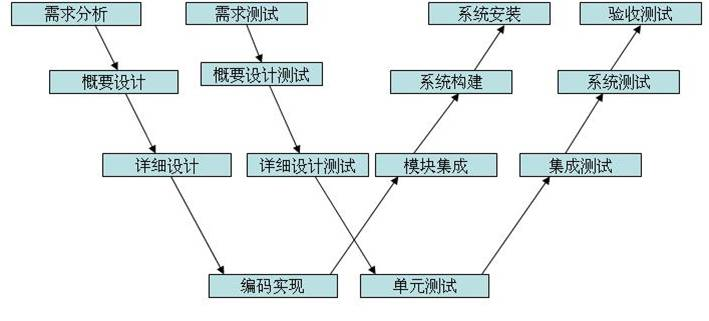 需求分析
需求测试
系统安装
验收测试
概要设计
概要设计测试
系统构建
系统测试
详细设计
详细设计测试
模块集成
集成测试
编码实现
单元测试